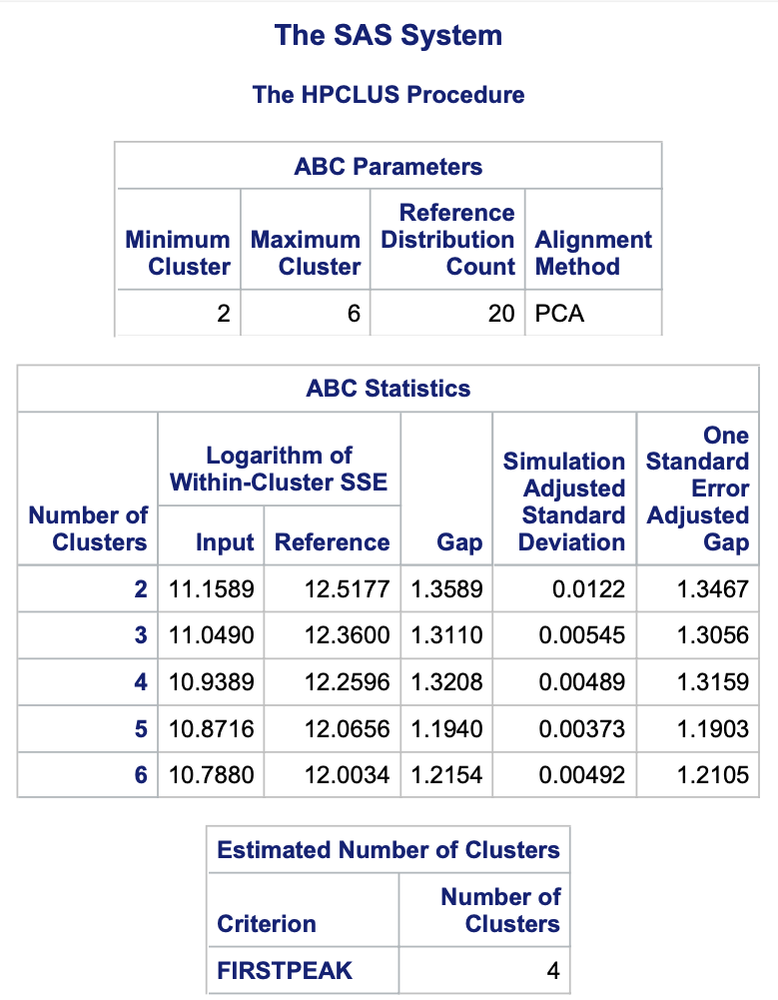 The SAS System
The HPCLUS Procedure
ABC Parameters
Minimum Cluster Maximum Cluster Reference Distribution Count Alignment Method
2 6 20 PCA
ABC Statistics
Number of Clusters Logarithm of Within-Cluster SSE Gap Simulation Adjusted Standard Deviation One Standard Error Adjusted Gap
Input Reference
2 11.1589 12.5177 1.3589 0.0122 1.3467
3 11.0490 12.3600 1.3110 0.00545 1.3056
4 10.9389 12.2596 1.3208 0.00489 1.3159
5 10.8716 12.0656 1.1940 0.00373 1.1903
6 10.7880 12.0034 1.2154 0.00492 1.2105
Estimated Number of Clusters
Criterion Number of Clusters
FIRSTPEAK 4